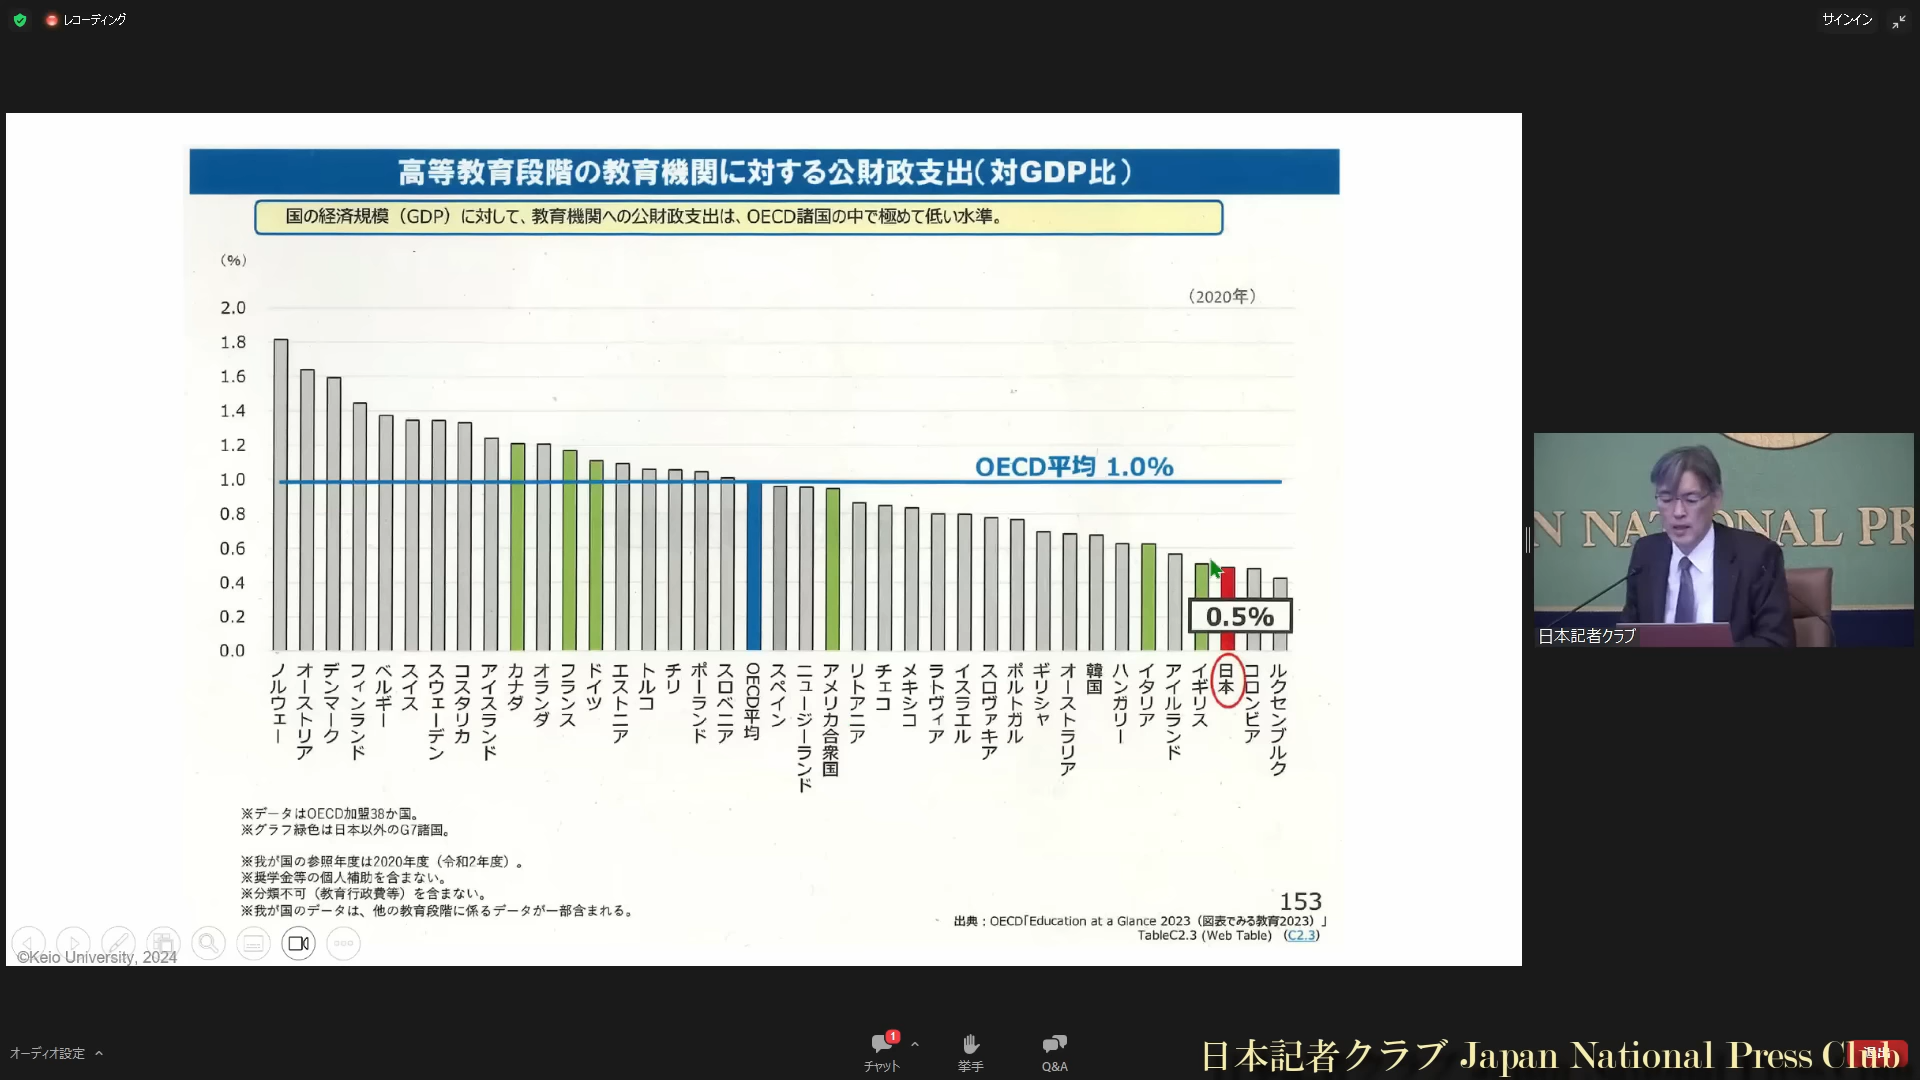 レコーディング
サインイン
高等教育段階の教育機関に対する公財政支出(対GDP比)
国の経済規模（GDP）に対して、教育機関への公財政支出は、OECD諸国の中で極めて低い水準。
（%）
（2020年）
2.0
1.8
1.6
1.4
1.2
1.0
0.8
0.6
0.4
0.2
0.0
OECD平均 1.0%
0.5%
ノルウェー
オーストリア
デンマーク
フィンランド
ベルギー
スイス
スウェーデン
コスタリカ
アイスランド
カナダ
オランダ
フランス
ドイツ
エストニア
トルコ
チリ
ポーランド
スロベニア
OECD平均
スペイン
ニュージーランド
アメリカ合衆国
リトアニア
チェコ
メキシコ
ラトヴィア
イスラエル
スロヴァキア
ポルトガル
ギリシャ
オーストラリア
韓国
ハンガリー
イタリア
アイルランド
イギリス
日本
コロンビア
ルクセンブルク
※データはOECD加盟38か国。
※グラフ緑色は日本以外のG7諸国。
※我が国の参照年度は2020年度（令和2年度）。
※奨学金等の個人補助を含まない。
※分類不可（教育行政費等）を含まない。
※我が国のデータは、他の教育段階に係るデータが一部含まれる。
153
出典：OECD「Education at a Glance 2023（図表でみる教育2023）」
TableC2.3 (Web Table) （C2.3）
©Keio University, 2024
N NATIONAL PR
日本記者クラブ
オーディオ設定
1
チャット
挙手
Q&A
日本記者クラブ Japan National Press Club
退出